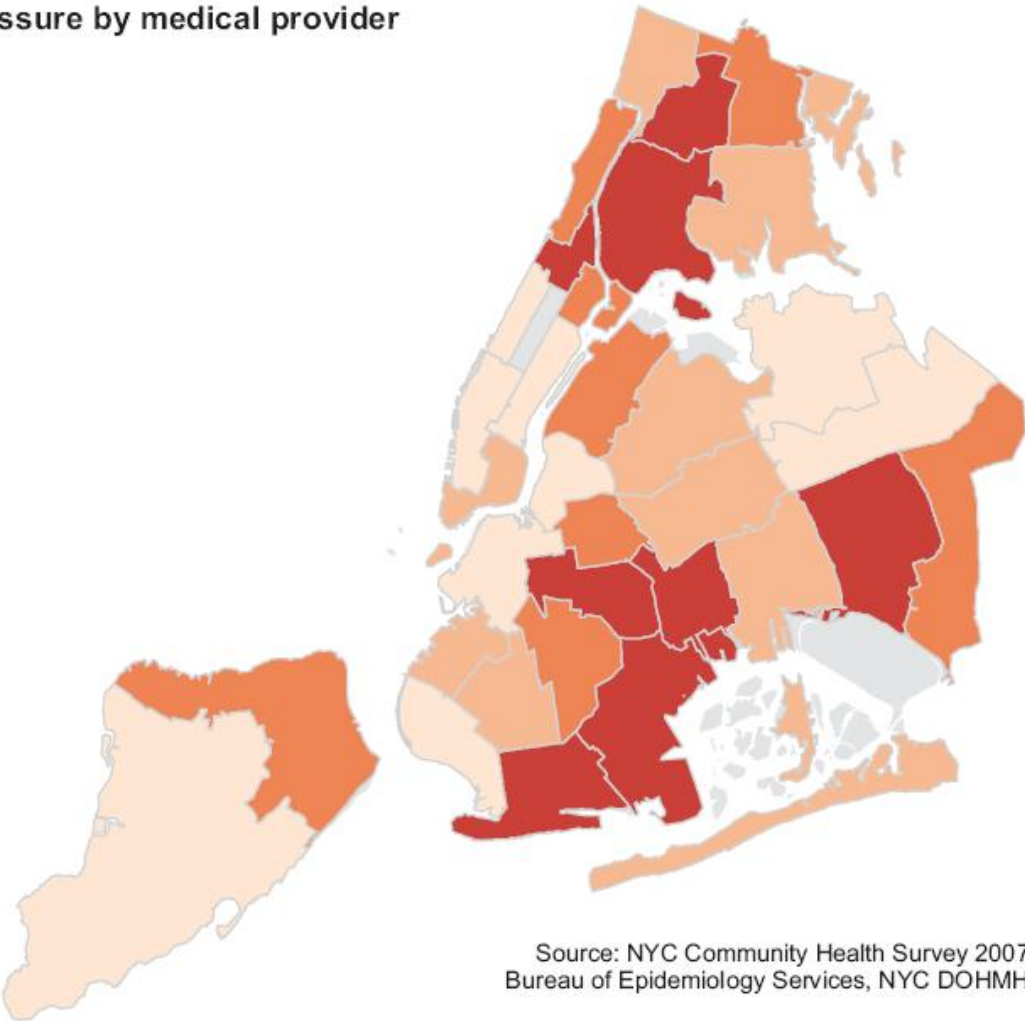 ssure by medical provider
Source: NYC Community Health Survey 2007
Bureau of Epidemiology Services, NYC DOHMH